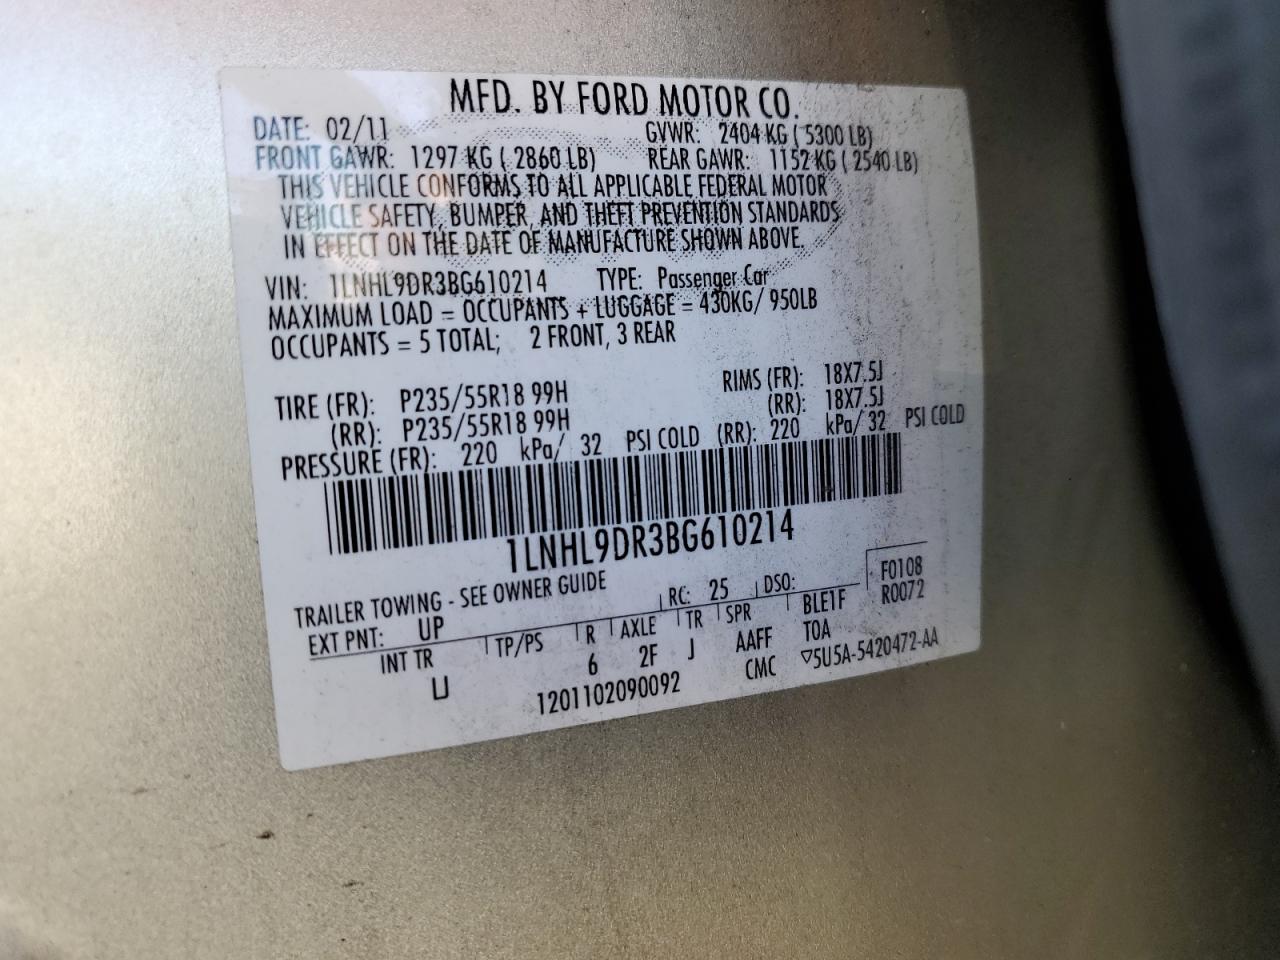 MFD. BY FORD MOTOR CO.
DATE: 02/11 GVWR: 2404 KG ( 5300 LB)
FRONT GAWR: 1297 KG ( 2860 LB) REAR GAWR: 1152 KG ( 2540 LB)
THIS VEHICLE CONFORMS TO ALL APPLICABLE FEDERAL MOTOR
VEHICLE SAFETY, BUMPER, AND THEFT PREVENTION STANDARDS
IN EFFECT ON THE DATE OF MANUFACTURE SHOWN ABOVE.
VIN: 1LNHL9DR3BG610214 TYPE: Passenger Car
MAXIMUM LOAD = OCCUPANTS + LUGGAGE = 430KG/ 950LB
OCCUPANTS = 5 TOTAL; 2 FRONT, 3 REAR
TIRE (FR): P235/55R18 99H RIMS (FR): 18X7.5J
(RR): P235/55R18 99H (RR): 18X7.5J
PRESSURE (FR): 220 kPa/ 32 PSI COLD (RR): 220 kPa/ 32 PSI COLD
1LNHL9DR3BG610214
TRAILER TOWING - SEE OWNER GUIDE
EXT PNT: UP RC: 25 DSO: F0108
R0072
INT TR TP/PS R AXLE TR SPR BLE1F
LJ 6 2F J AAFF TOA
1201102090092 CMC ▽5U5A-5420472-AA